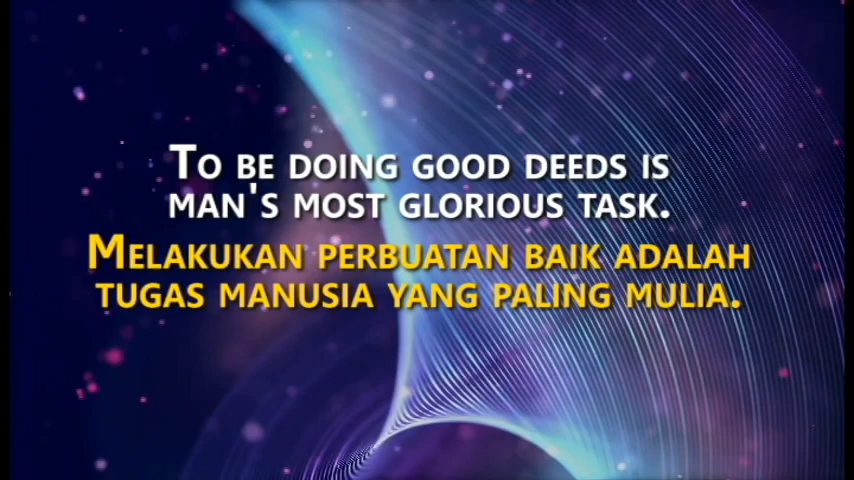 To be doing good deeds is
man's most glorious task.
Melakukan perbuatan baik adalah
tugas manusia yang paling mulia.